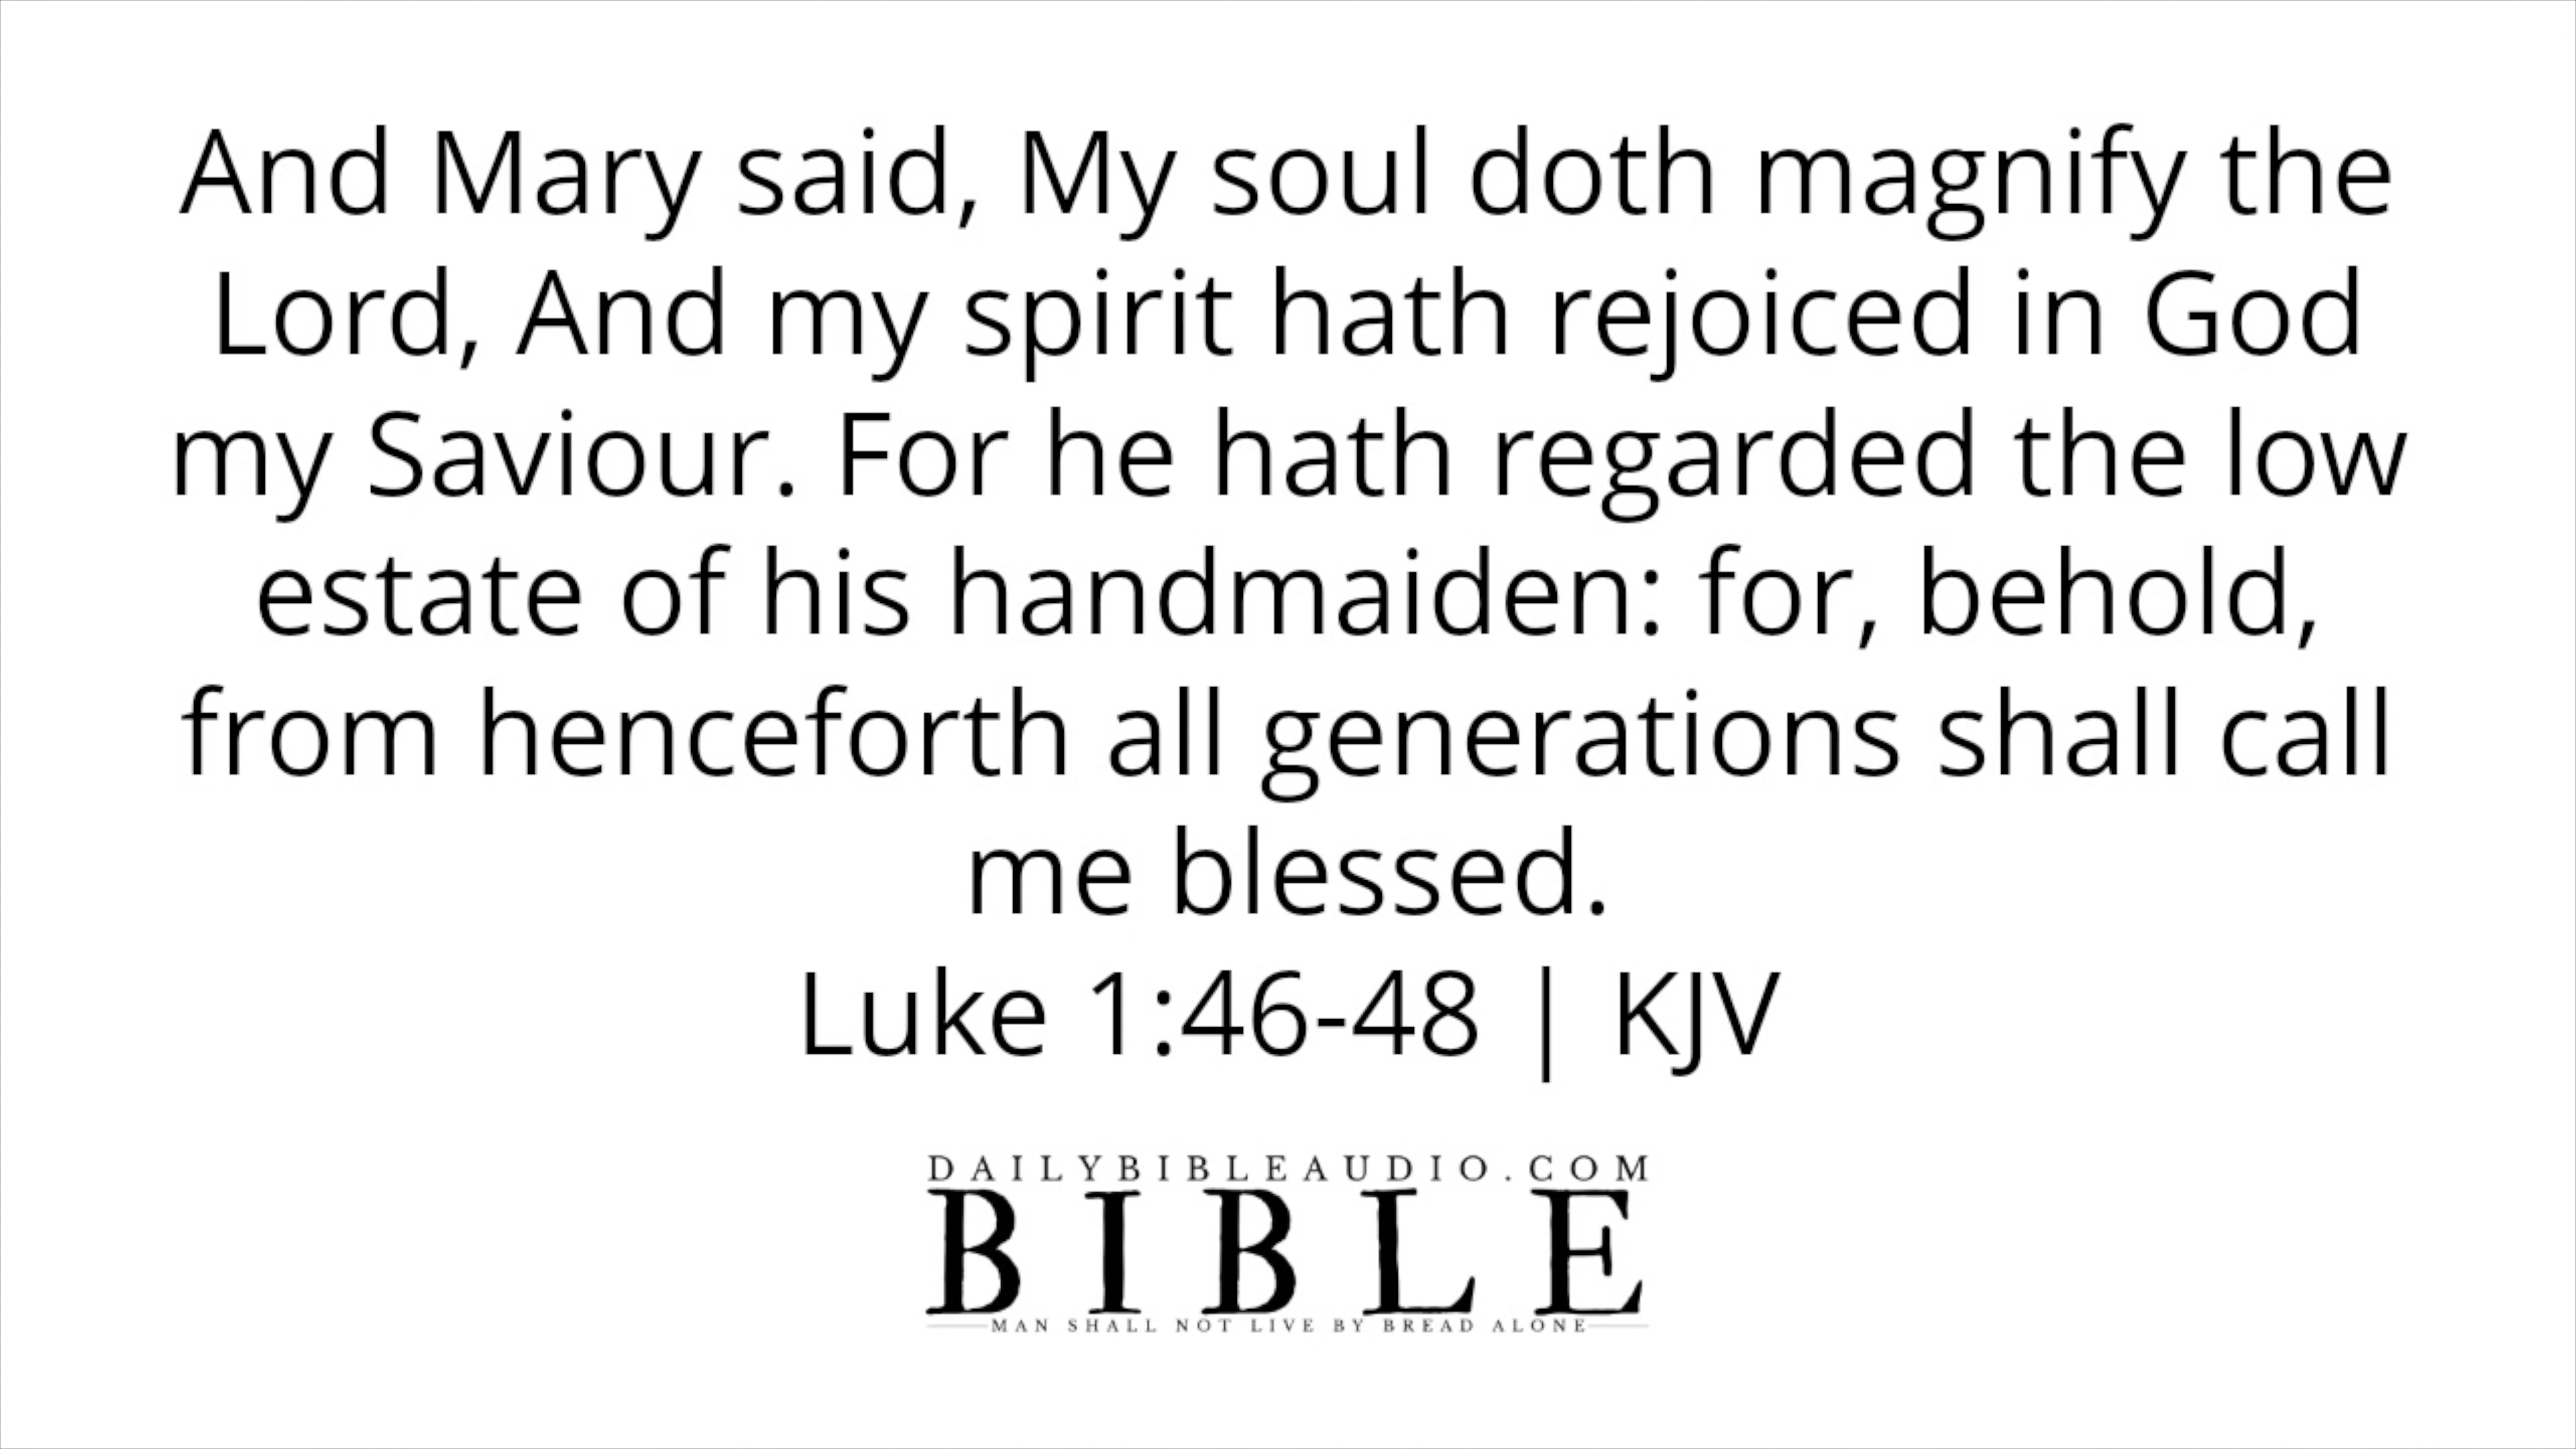 And Mary said, My soul doth magnify the
Lord, And my spirit hath rejoiced in God
my Saviour. For he hath regarded the low
estate of his handmaiden: for, behold,
from henceforth all generations shall call
me blessed.
Luke 1:46-48 | KJV
DAILYBIBLEAUDIO.COM
BIBLE
MAN SHALL NOT LIVE BY BREAD ALONE